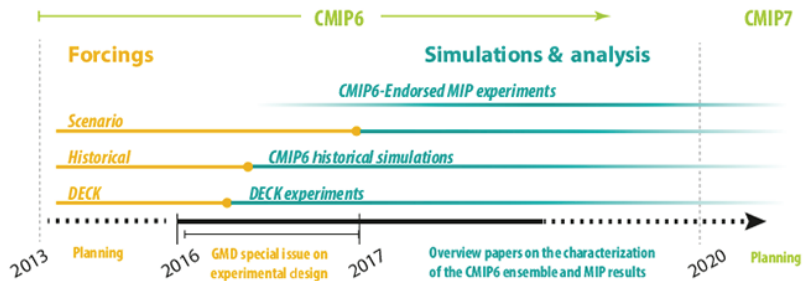 CMIP6
CMIP7
Forcings
Simulations & analysis
CMIP6-Endorsed MIP experiments
Scenario
Historical
CMIP6 historical simulations
DECK
DECK experiments
2013
Planning
2016
GMD special issue on
experimental design
2017
Overview papers on the characterization
of the CMIP6 ensemble and MIP results
2020
Planning